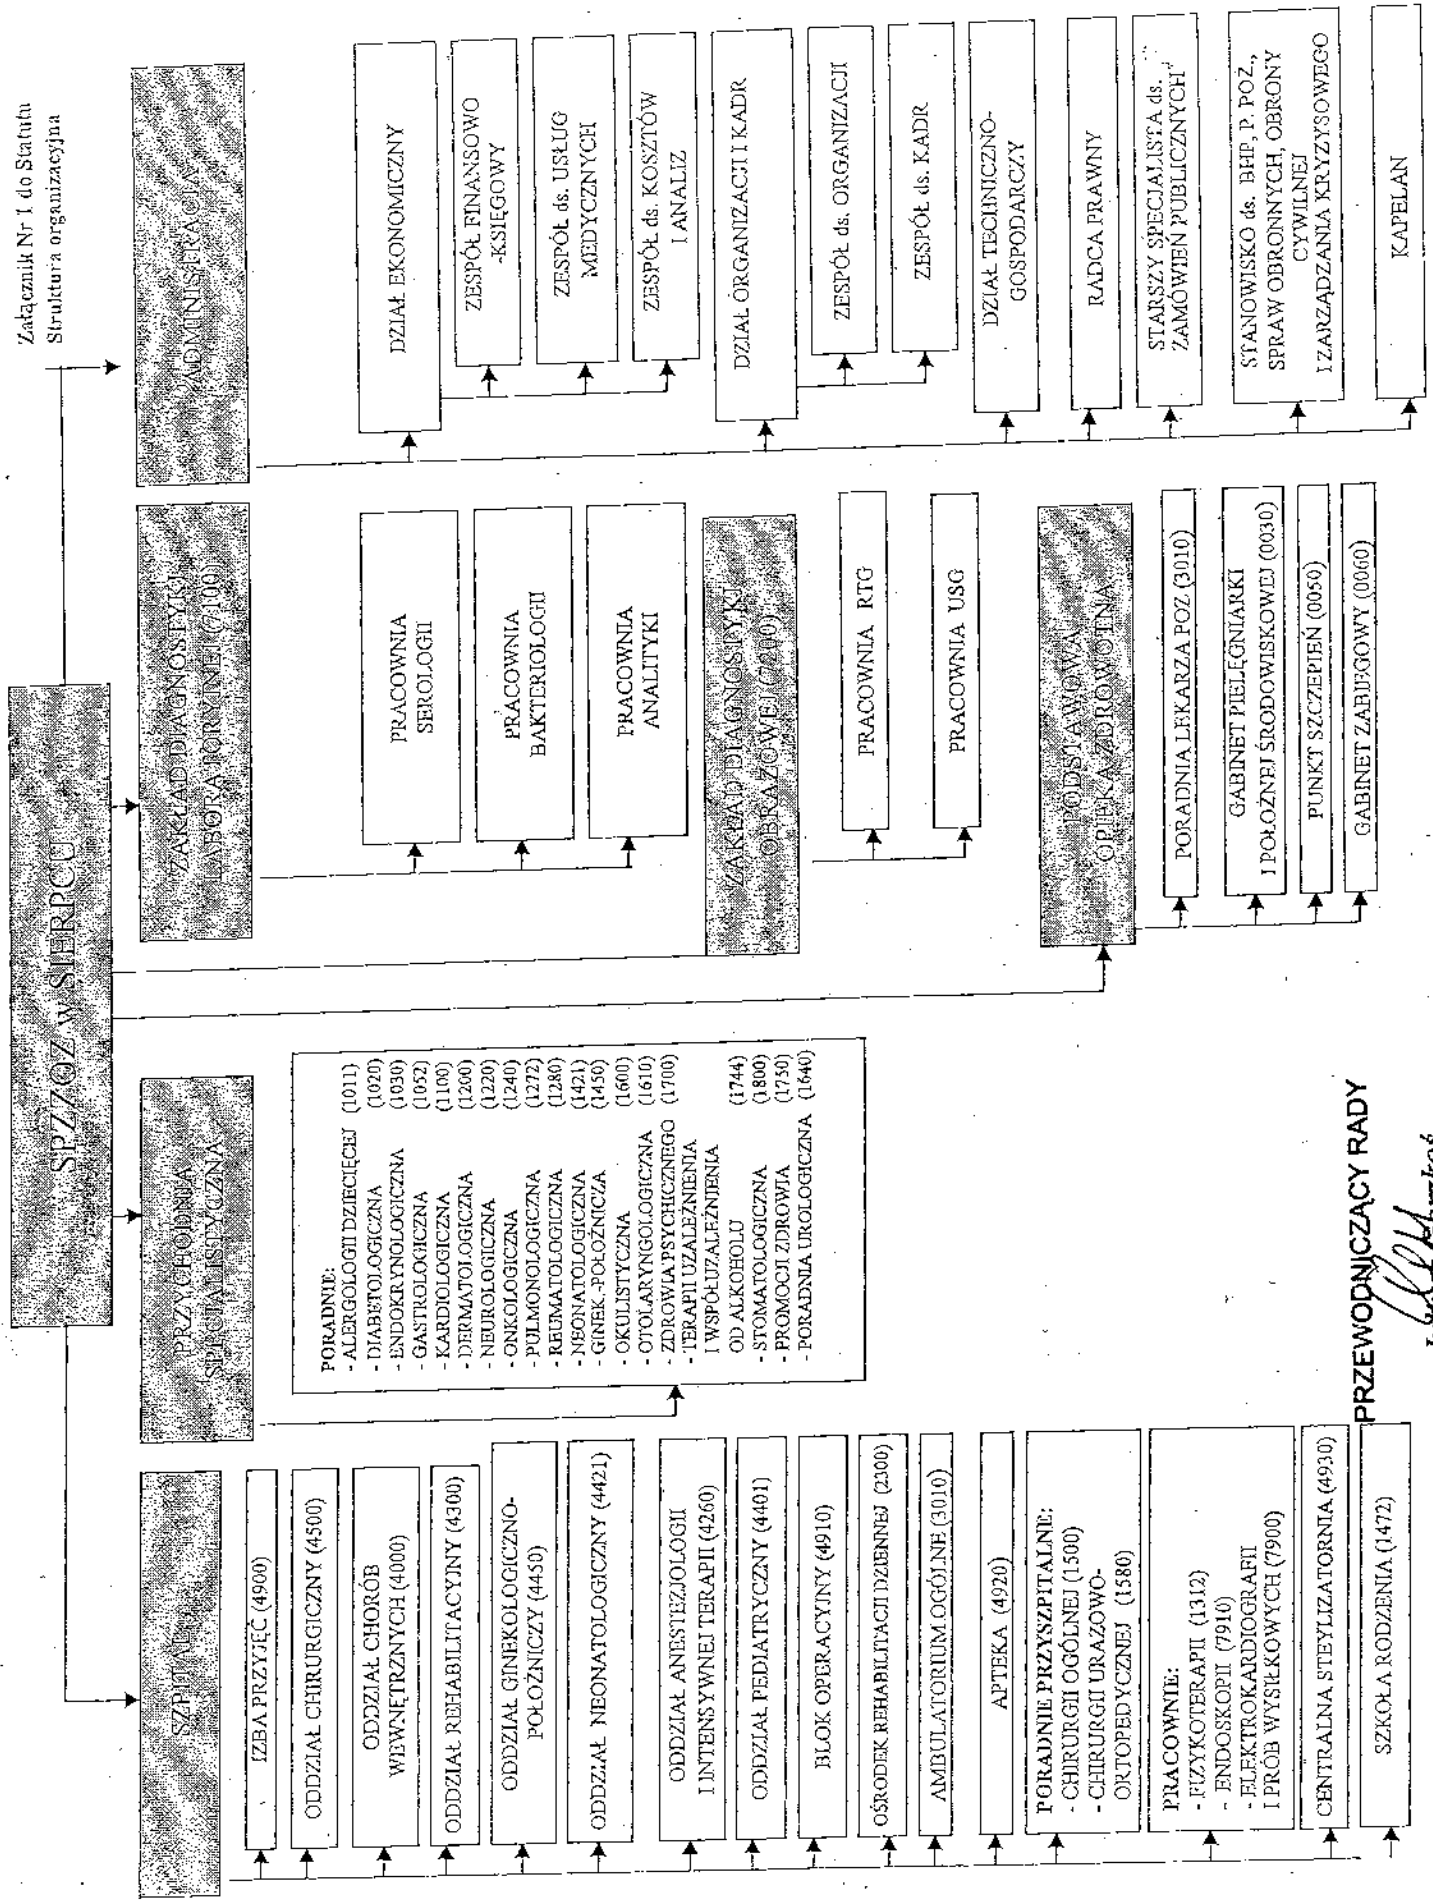 Załącznik Nr 1 do Statutu
Struktura organizacyjna
SPZZOZ w SIERPCU
SZPITAL
IZBA PRZYJĘĆ (4900)
ODDZIAŁ CHIRURGICZNY (4500)
ODDZIAŁ CHORÓB
WEWNĘTRZNYCH (4000)
ODDZIAŁ REHABILITACYJNY (4300)
ODDZIAŁ GINEKOLOGICZNO-
POŁOŻNICZY (4450)
ODDZIAŁ NEONATOLOGICZNY (4421)
ODDZIAŁ ANESTEZJOLOGII
I INTENSYWNEJ TERAPII (4260)
ODDZIAŁ PEDIATRYCZNY (4401)
BLOK OPERACYJNY (4910)
OŚRODEK REHABILITACJI DZIENNEJ (2300)
AMBULATORIUM OGÓLNE (3010)
APTEKA (4920)
PORADNIE PRZYSZPITALNE:
- CHIRURGII OGÓLNEJ (1500)
- CHIRURGII URAZOWO-
ORTOPEDYCZNEJ (1580)
PRACOWNIE:
- FIZYKOTERAPII (1312)
- ENDOSKOPII (7910)
- ELEKTROKARDIOGRAFII
I PRÓB WYSIŁKOWYCH (7900)
CENTRALNA STEYLIZATORNIA (4930)
SZKOŁA RODZENIA (1472)
PRZYCHODNIA
SPECJALISTYCZNA
PORADNIE:
- ALERGOLOGII DZIECIĘCEJ (1011)
- DIABETOLOGICZNA (1020)
- ENDOKRYNOLOGICZNA (1030)
- GASTROLOGICZNA (1052)
- KARDIOLOGICZNA (1100)
- DERMATOLOGICZNA (1200)
- NEUROLOGICZNA (1220)
- ONKOLOGICZNA (1240)
- PULMONOLOGICZNA (1272)
- REUMATOLOGICZNA (1280)
- NEONATOLOGICZNA (1421)
- GINEK.-POŁOŻNICZA (1450)
- OKULISTYCZNA (1600)
- OTOLARYNGOLOGICZNA (1610)
- ZDROWIA PSYCHICZNEGO (1700)
- TERAPII UZALEŻNIENIA
I WSPÓŁUZALEŻNIENIA
OD ALKOHOLU (1744)
- STOMATOLOGICZNA (1800)
- PROMOCJI ZDROWIA (1730)
- PORADNIA UROLOGICZNA (1640)
ZAKŁAD DIAGNOSTYKI
LABORATORYJNEJ (7100)
PRACOWNIA
SEROLOGII
PRACOWNIA
BAKTERIOLOGII
PRACOWNIA
ANALITYKI
ZAKŁAD DIAGNOSTYKI
OBRAZOWEJ (7200)
PRACOWNIA RTG
PRACOWNIA USG
PODSTAWOWA
OPIEKA ZDROWOTNA
PORADNIA LEKARZA POZ (3010)
GABINET PIELĘGNIARKI
I POŁOŻNEJ ŚRODOWISKOWEJ (0030)
PUNKT SZCZEPIEŃ (0050)
GABINET ZABIEGOWY (0060)
ADMINISTRACJA
DZIAŁ EKONOMICZNY
ZESPÓŁ FINANSOWO
-KSIĘGOWY
ZESPÓŁ ds. USŁUG
MEDYCZNYCH
ZESPÓŁ ds. KOSZTÓW
I ANALIZ
DZIAŁ ORGANIZACJI I KADR
ZESPÓŁ ds. ORGANIZACJI
ZESPÓŁ ds. KADR
DZIAŁ TECHNICZNO-
GOSPODARCZY
RADCA PRAWNY
STARSZY SPECJALISTA ds.
ZAMÓWIEŃ PUBLICZNYCH
STANOWISKO ds. BHP, P. POŻ.,
SPRAW OBRONNYCH, OBRONY
CYWILNEJ
I ZARZĄDZANIA KRYZYSOWEGO
KAPELAN
PRZEWODNICZĄCY RADY